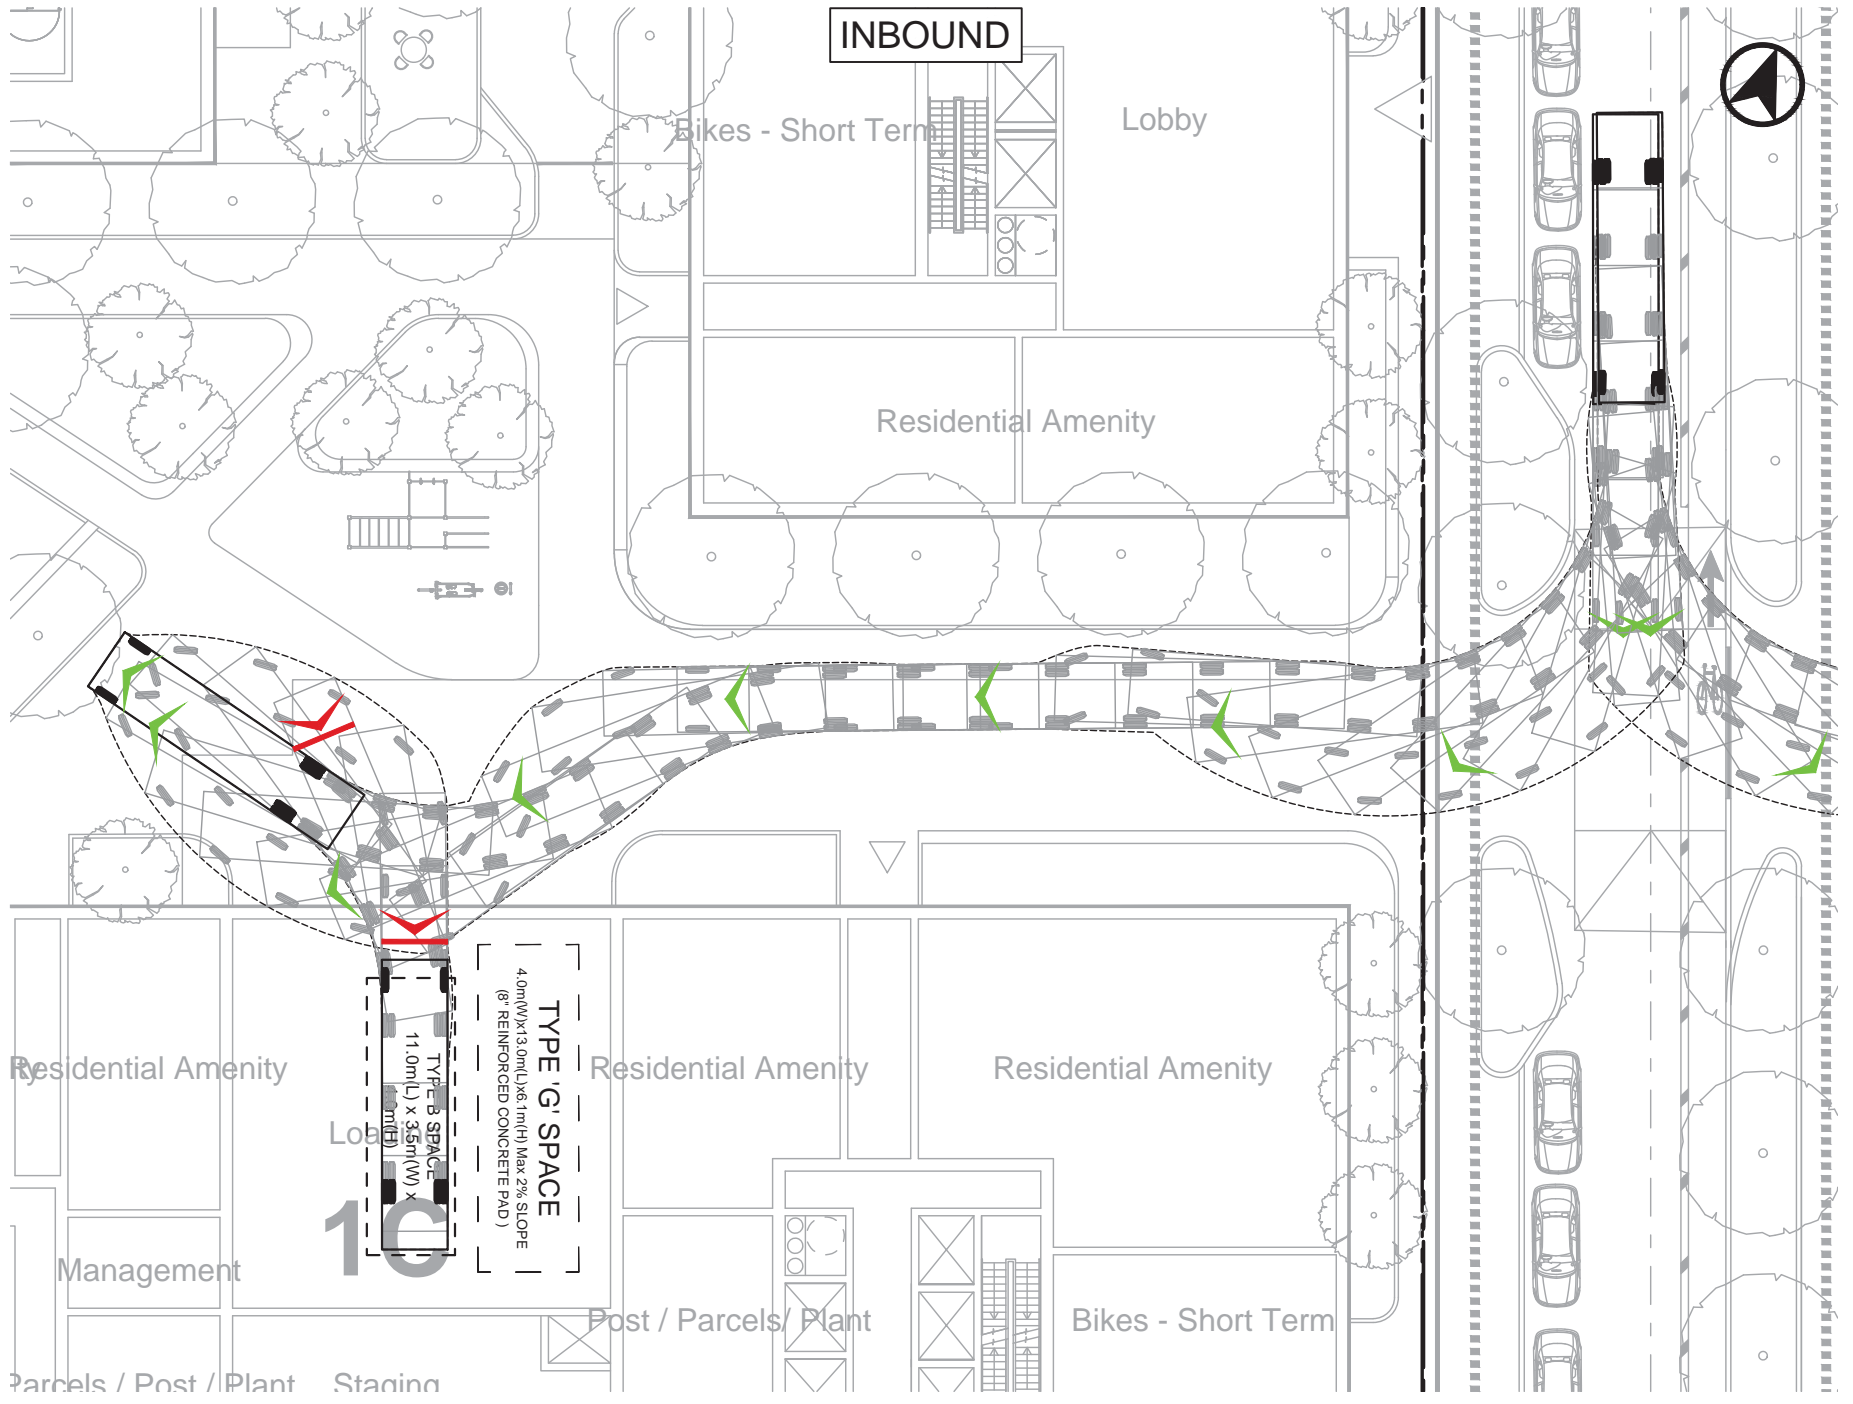 INBOUND
Bikes - Short Term
Lobby
Residential Amenity
TYPE 'G' SPACE
4.0m(W)x13.0m(L)x6.1m(H) Max 2% SLOPE
(8" REINFORCED CONCRETE PAD )
Residential Amenity
Residential Amenity
Residential Amenity
TYPE B SPACE
11.0m(L) x 3.5m(W) x
Loading
1C
Management
Post / Parcels/ Plant
Bikes - Short Term
Parcels / Post / Plant
Staging